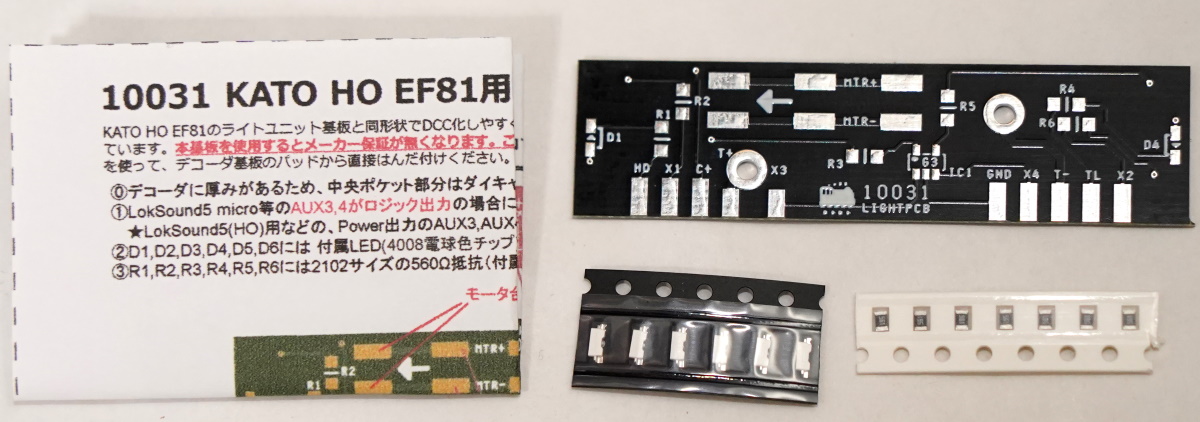 10031 KATO HO EF81用
KATO HO EF81のライトユニット基板と同形状でDCC化しやすく
ています。本基板を使用するとメーカー保証が無くなります。こ
を使って、デコーダ基板のパッドから直接はんだ付けください。
⓪デコーダに厚みがあるため、中央ポケット部分はダイキャ
①LokSound5 micro等のAUX3,4がロジック出力の場合に
★LokSound5(HO)用などの、Power出力のAUX3,AUX
②D1,D2,D3,D4,D5,D6には 付属LED(4008電球色チップ
③R1,R2,R3,R4,R5,R6には2102サイズの560Ω抵抗(付属
モータ台
MTR+
R2
R1
MTR-
MTR+
R2
R5
R4
R1
MTR-
R6
D1
D4
T+
R3
G3
HD
X1
C+
X3
IC1
GND
X4
T-
TL
X2
10031
LIGHTPCB